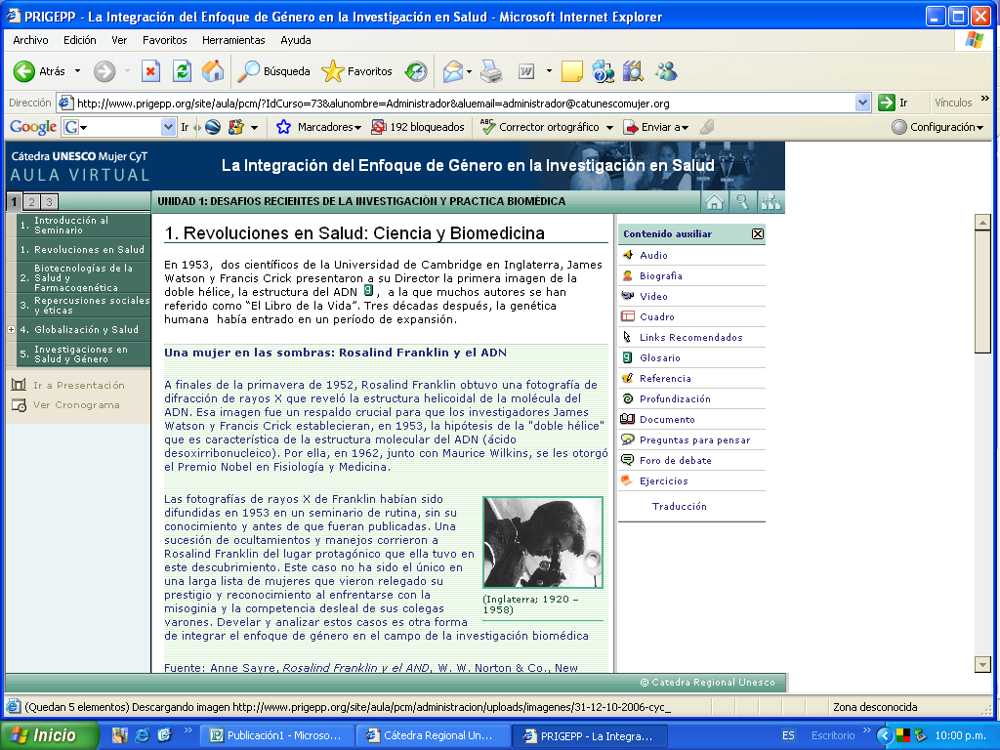 PRIGEPP - La Integración del Enfoque de Género en la Investigación en Salud - Microsoft Internet Explorer
Archivo Edición Ver Favoritos Herramientas Ayuda
Atrás Búsqueda Favoritos
Dirección http://www.prigepp.org/site/aula/pcm/?IdCurso=73&alunombre=Administrador&aluemail=administrador@catunescomujer.org Ir Vínculos »
Google G Ir Marcadores 192 bloqueados ABC Corrector ortográfico Enviar a Configuración
Cátedra UNESCO Mujer CyT
AULA VIRTUAL
La Integración del Enfoque de Género en la Investigación en Salud
1 2 3
UNIDAD 1: DESAFIOS RECIENTES DE LA INVESTIGACIÓN Y PRACTICA BIOMÉDICA
1. Introducción al
Seminario
1. Revoluciones en Salud
2. Biotecnologías de la
Salud y
Farmacogenética
3. Repercusiones sociales
y éticas
4. Globalización y Salud
5. Investigaciones en
Salud y Género
Ir a Presentación
Ver Cronograma
1. Revoluciones en Salud: Ciencia y Biomedicina
En 1953, dos científicos de la Universidad de Cambridge en Inglaterra, James
Watson y Francis Crick presentaron a su Director la primera imagen de la
doble hélice, la estructura del ADN g , a la que muchos autores se han
referido como “El Libro de la Vida”. Tres décadas después, la genética
humana había entrado en un período de expansión.
Una mujer en las sombras: Rosalind Franklin y el ADN
A finales de la primavera de 1952, Rosalind Franklin obtuvo una fotografía de
difracción de rayos X que reveló la estructura helicoidal de la molécula del
ADN. Esa imagen fue un respaldo crucial para que los investigadores James
Watson y Francis Crick establecieran, en 1953, la hipótesis de la "doble hélice"
que es característica de la estructura molecular del ADN (ácido
desoxirribonucleico). Por ella, en 1962, junto con Maurice Wilkins, se les otorgó
el Premio Nobel en Fisiología y Medicina.
Las fotografías de rayos X de Franklin habían sido
difundidas en 1953 en un seminario de rutina, sin su
conocimiento y antes de que fueran publicadas. Una
sucesión de ocultamientos y manejos corrieron a
Rosalind Franklin del lugar protagónico que ella tuvo en
este descubrimiento. Este caso no ha sido el único en
una larga lista de mujeres que vieron relegado su
prestigio y reconocimiento al enfrentarse con la
misoginia y la competencia desleal de sus colegas
varones. Develar y analizar estos casos es otra forma
de integrar el enfoque de género en el campo de la investigación biomédica
(Inglaterra; 1920 –
1958)
Fuente: Anne Sayre, Rosalind Franklin y el AND, W. W. Norton & Co., New
Contenido auxiliar
Audio
Biografia
Video
Cuadro
Links Recomendados
Glosario
Referencia
Profundización
Documento
Preguntas para pensar
Foro de debate
Ejercicios
Traducción
© Catedra Regional Unesco
(Quedan 5 elementos) Descargando imagen http://www.prigepp.org/site/aula/pcm/administracion/uploads/imagenes/31-12-10-2006-cyc_ Zona desconocida
Inicio » Publicación1 - Microso... Cátedra Regional Un... PRIGEPP - La Integra... ES Escritorio » 10:00 p.m.